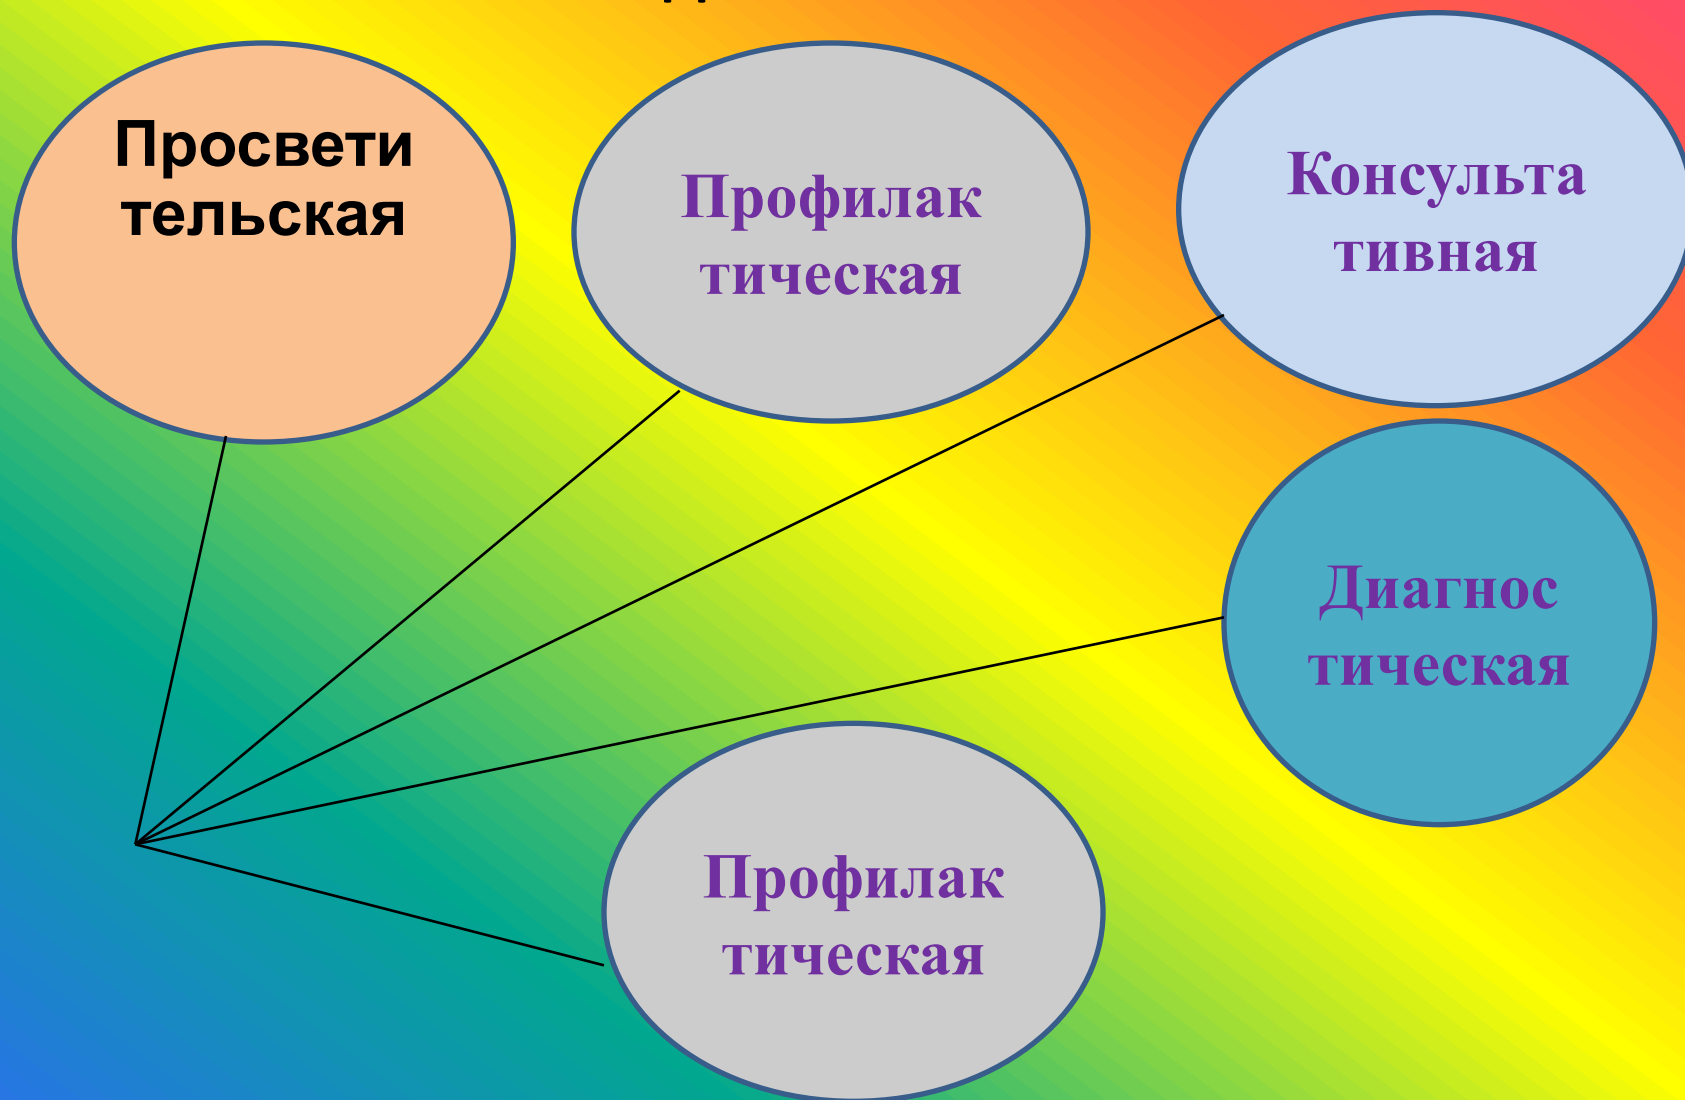 Просвети
тельская
Профилак
тическая
Консульта
тивная
Диагнос
тическая
Профилак
тическая